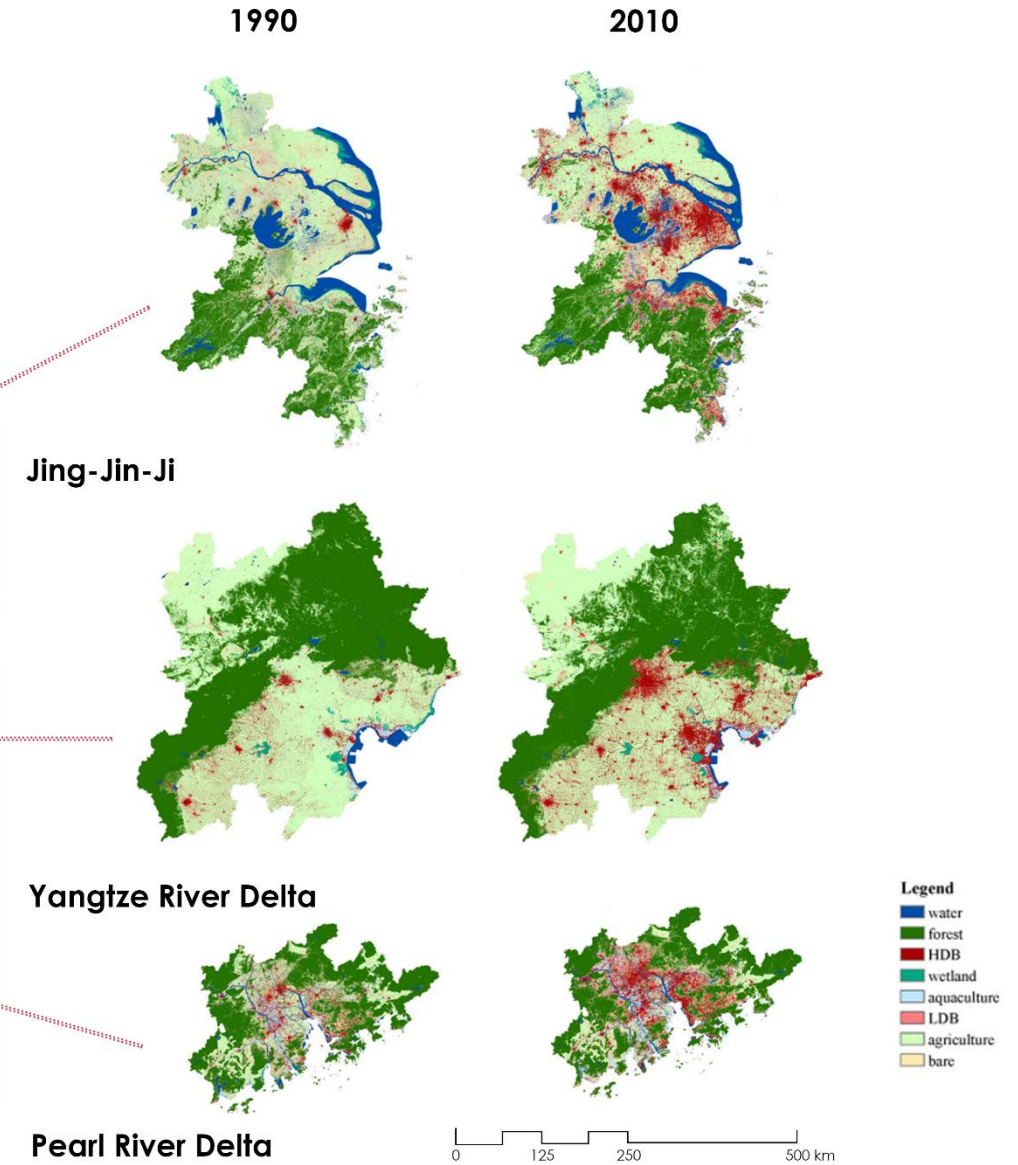 1990
2010
Jing-Jin-Ji
Yangtze River Delta
Legend
water
forest
HDB
wetland
aquaculture
LDB
agriculture
bare
Pearl River Delta
0 125 250 500 km